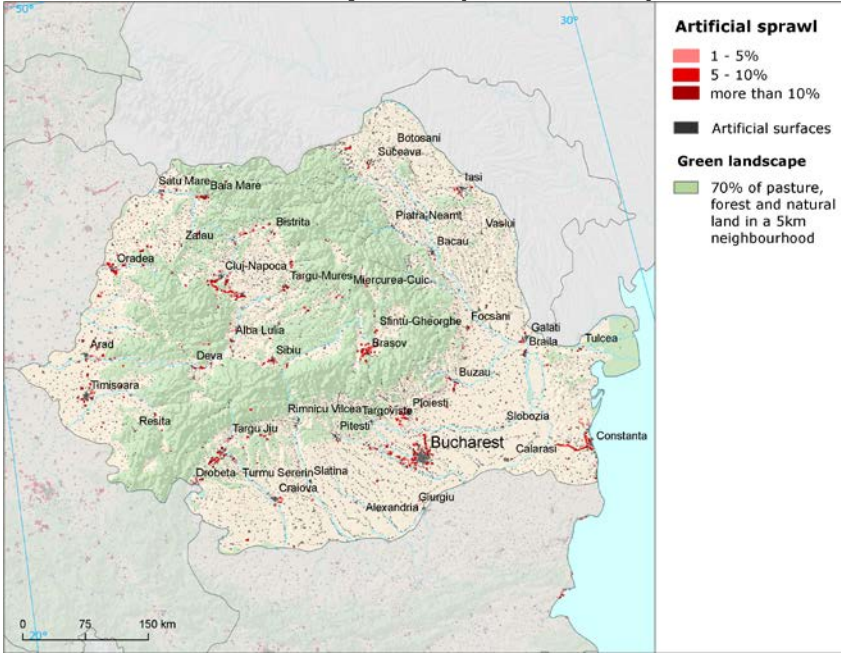 50°
30°
Artificial sprawl
1 - 5%
5 - 10%
more than 10%
Artificial surfaces
Green landscape
70% of pasture,
forest and natural
land in a 5km
neighbourhood
Botosani
Suceava
Satu Mare
Baia Mare
Iasi
Piatra Neamt
Vaslui
Bistrita
Zalau
Bacau
Oradea
Cluj-Napoca
Targu-Mures
Miercurea-Cuic
Sfintu-Gheorghe
Focsani
Alba Lulia
Galati
Arad
Deva
Sibiu
Brasov
Braila
Tulcea
Timisoara
Buzau
Rimnicu Vilcea
Targoviste
Ploiesti
Resita
Slobozia
Targu Jiu
Pitesti
Bucharest
Constanta
Calarasi
Drobeta
Turmu Sererin
Slatina
Craiova
Giurgiu
Alexandria
0 75 150 km
20°